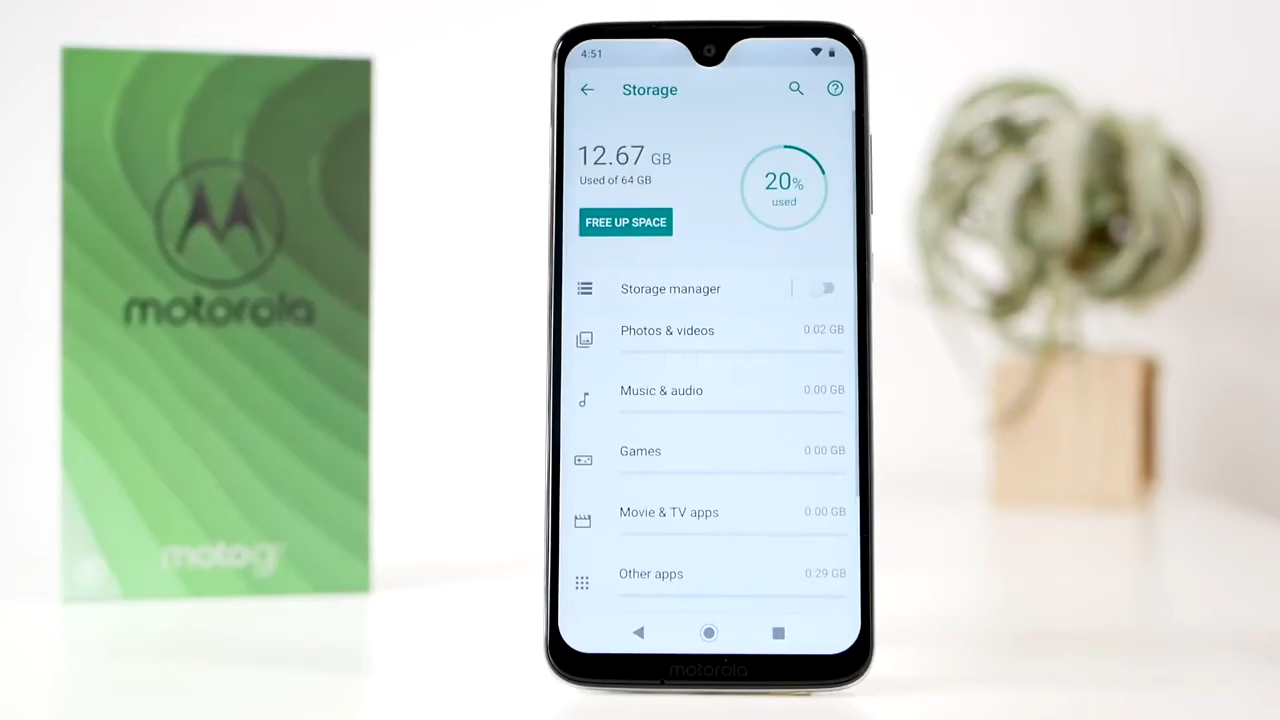 motorola
moto g
4:51
Storage
12.67 GB
Used of 64 GB
20%
used
FREE UP SPACE
Storage manager
Photos & videos 0.02 GB
Music & audio 0.00 GB
Games 0.00 GB
Movie & TV apps 0.00 GB
Other apps 0.29 GB
motorola